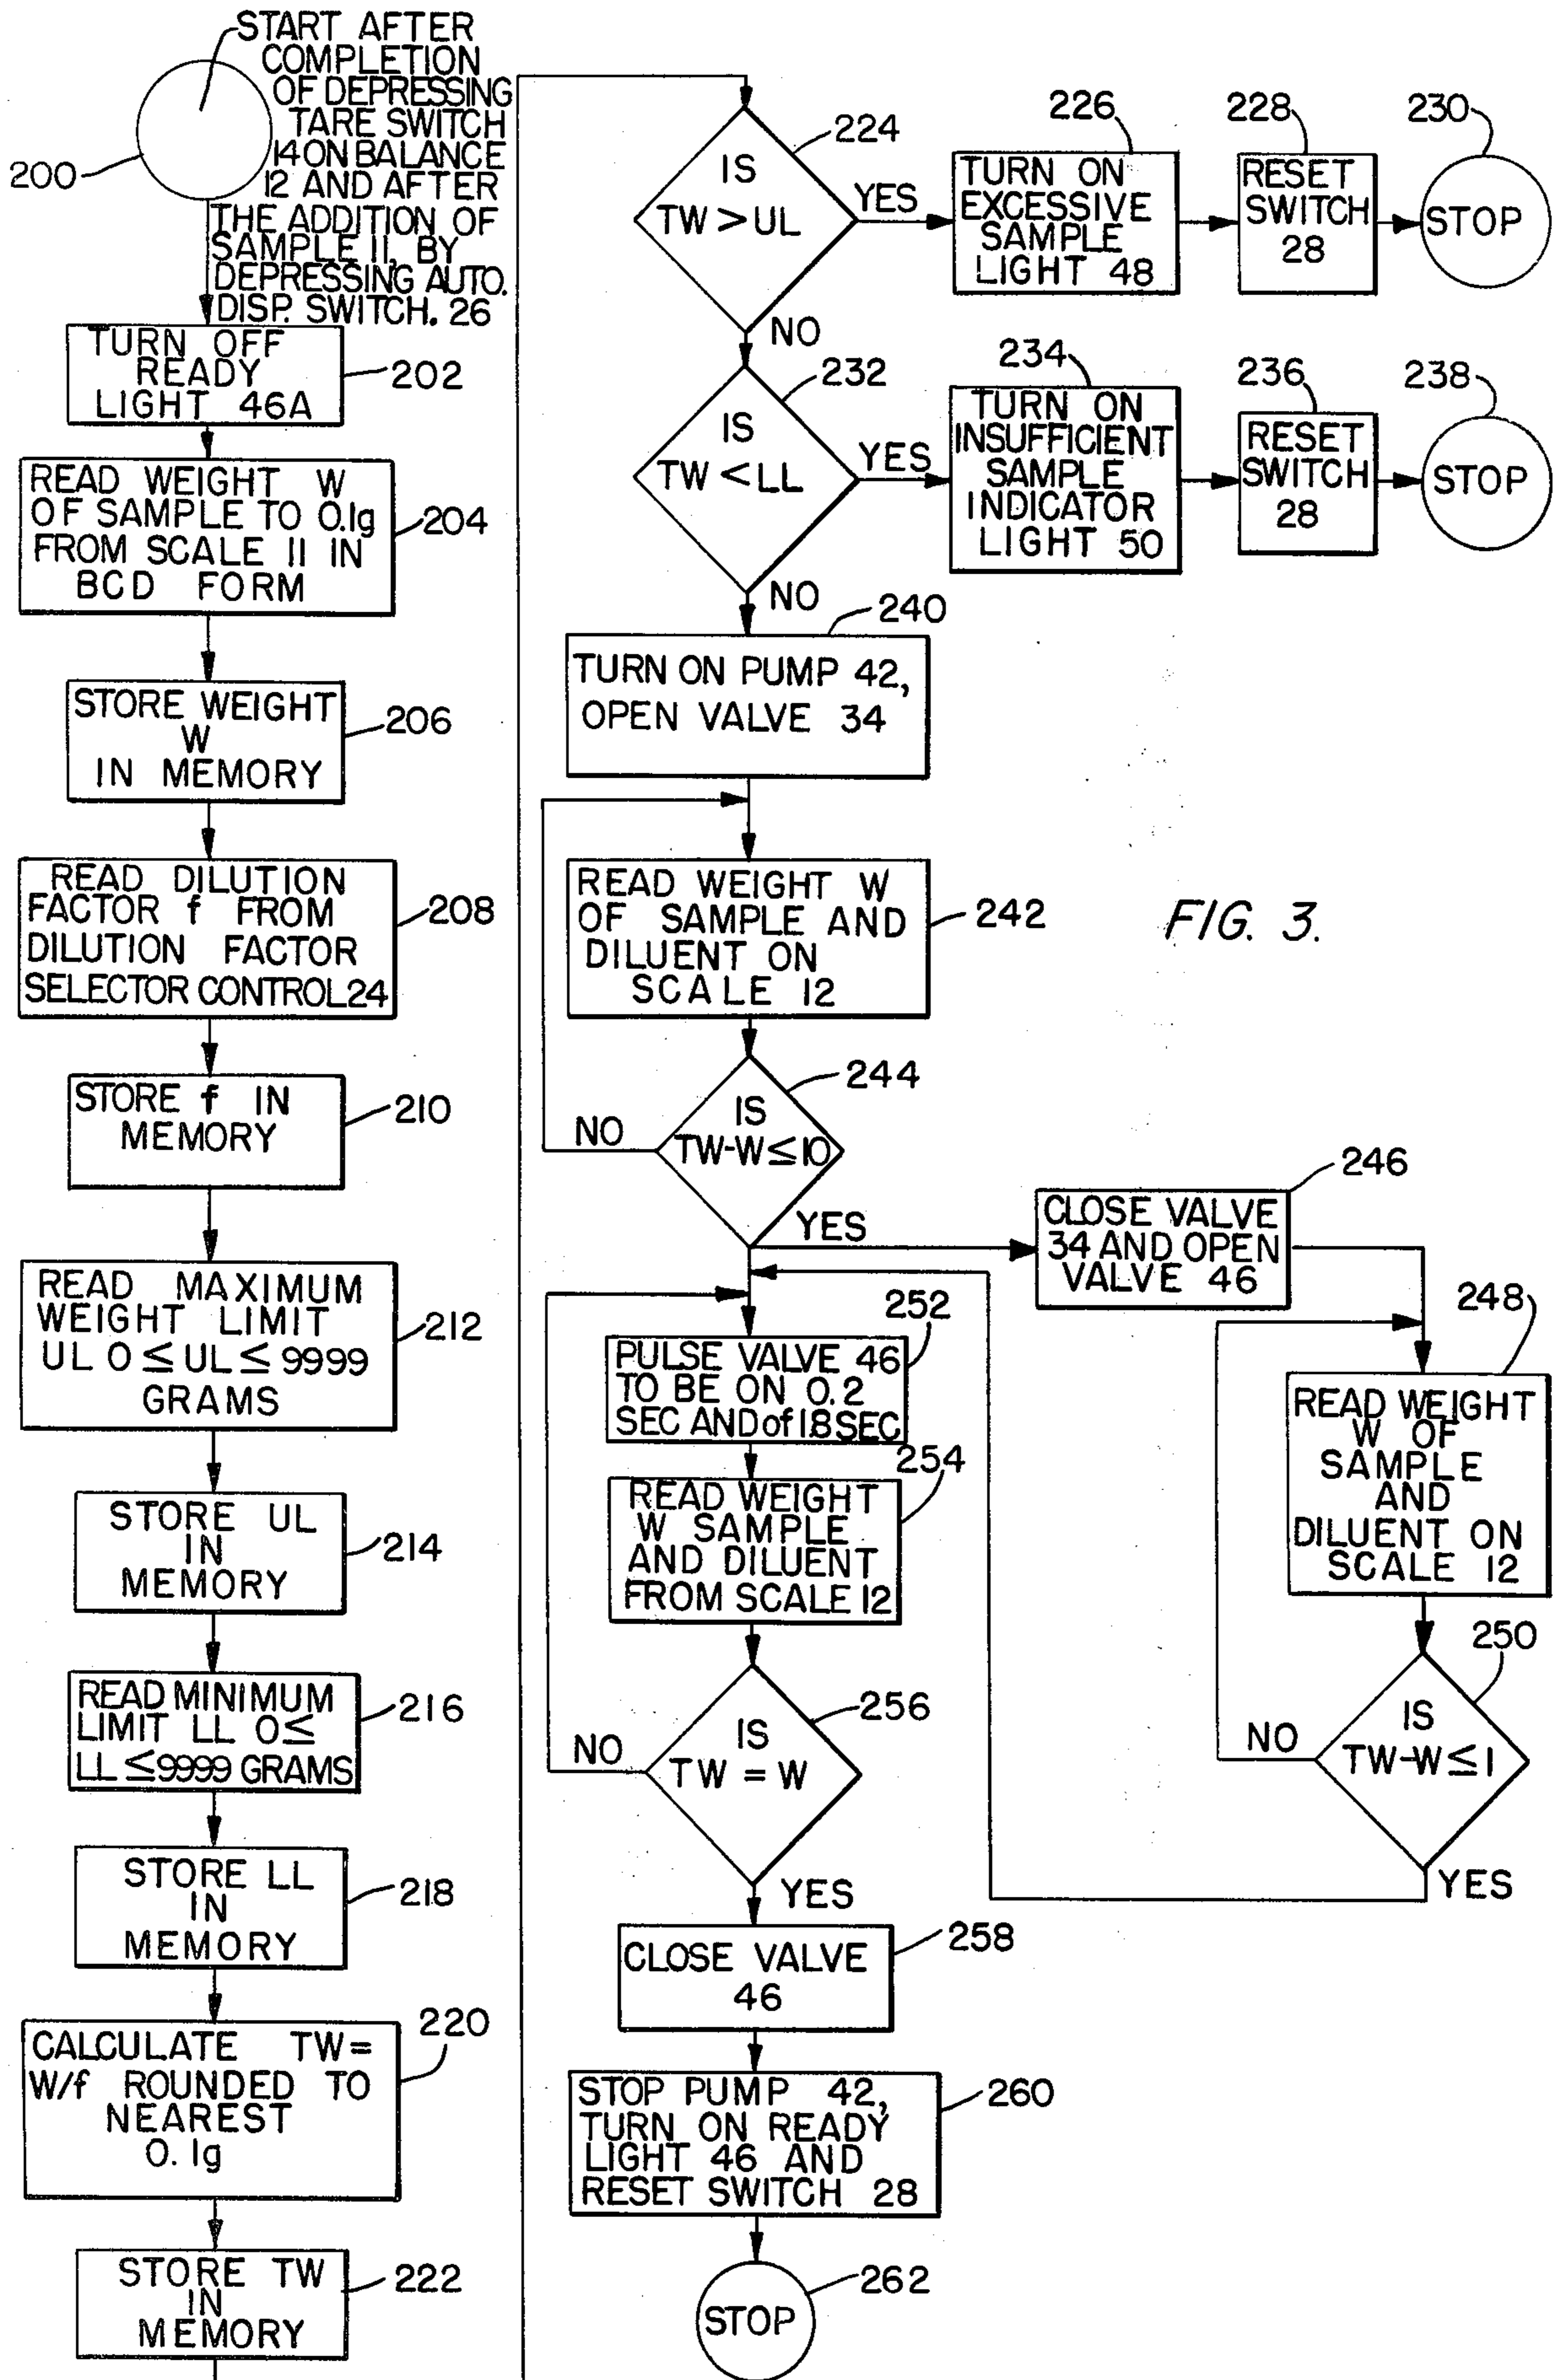 START AFTER
COMPLETION
OF DEPRESSING
TARE SWITCH
14 ON BALANCE
12 AND AFTER
THE ADDITION OF
SAMPLE 11, BY
DEPRESSING AUTO.
DISP. SWITCH. 26
200
TURN OFF
READY
LIGHT 46A
202
READ WEIGHT W
OF SAMPLE TO 0.1g
FROM SCALE 11 IN
BCD FORM
204
STORE WEIGHT
W
IN MEMORY
206
READ DILUTION
FACTOR f FROM
DILUTION FACTOR
SELECTOR CONTROL 24
208
STORE f IN
MEMORY
210
READ MAXIMUM
WEIGHT LIMIT
UL 0 ≤ UL ≤ 9999
GRAMS
212
STORE UL
IN
MEMORY
214
READ MINIMUM
LIMIT LL 0≤
LL ≤9999 GRAMS
216
STORE LL
IN
MEMORY
218
CALCULATE TW=
W/f ROUNDED TO
NEAREST
0.1g
220
STORE TW
IN
MEMORY
222
IS
TW > UL
224
YES
NO
TURN ON
EXCESSIVE
SAMPLE
LIGHT 48
226
RESET
SWITCH
28
228
STOP
230
IS
TW < LL
232
YES
NO
TURN ON
INSUFFICIENT
SAMPLE
INDICATOR
LIGHT 50
234
RESET
SWITCH
28
236
STOP
238
TURN ON PUMP 42,
OPEN VALVE 34
240
READ WEIGHT W
OF SAMPLE AND
DILUENT ON
SCALE 12
242
FIG. 3.
IS
TW-W ≤ 10
244
NO
YES
CLOSE VALVE
34 AND OPEN
VALVE 46
246
READ WEIGHT
W OF
SAMPLE
AND
DILUENT ON
SCALE 12
248
IS
TW-W ≤ 1
250
NO
YES
PULSE VALVE 46
TO BE ON 0.2
SEC AND of 1.8 SEC
252
READ WEIGHT
W SAMPLE
AND DILUENT
FROM SCALE 12
254
IS
TW = W
256
NO
YES
CLOSE VALVE
46
258
STOP PUMP 42,
TURN ON READY
LIGHT 46 AND
RESET SWITCH 28
260
STOP
262